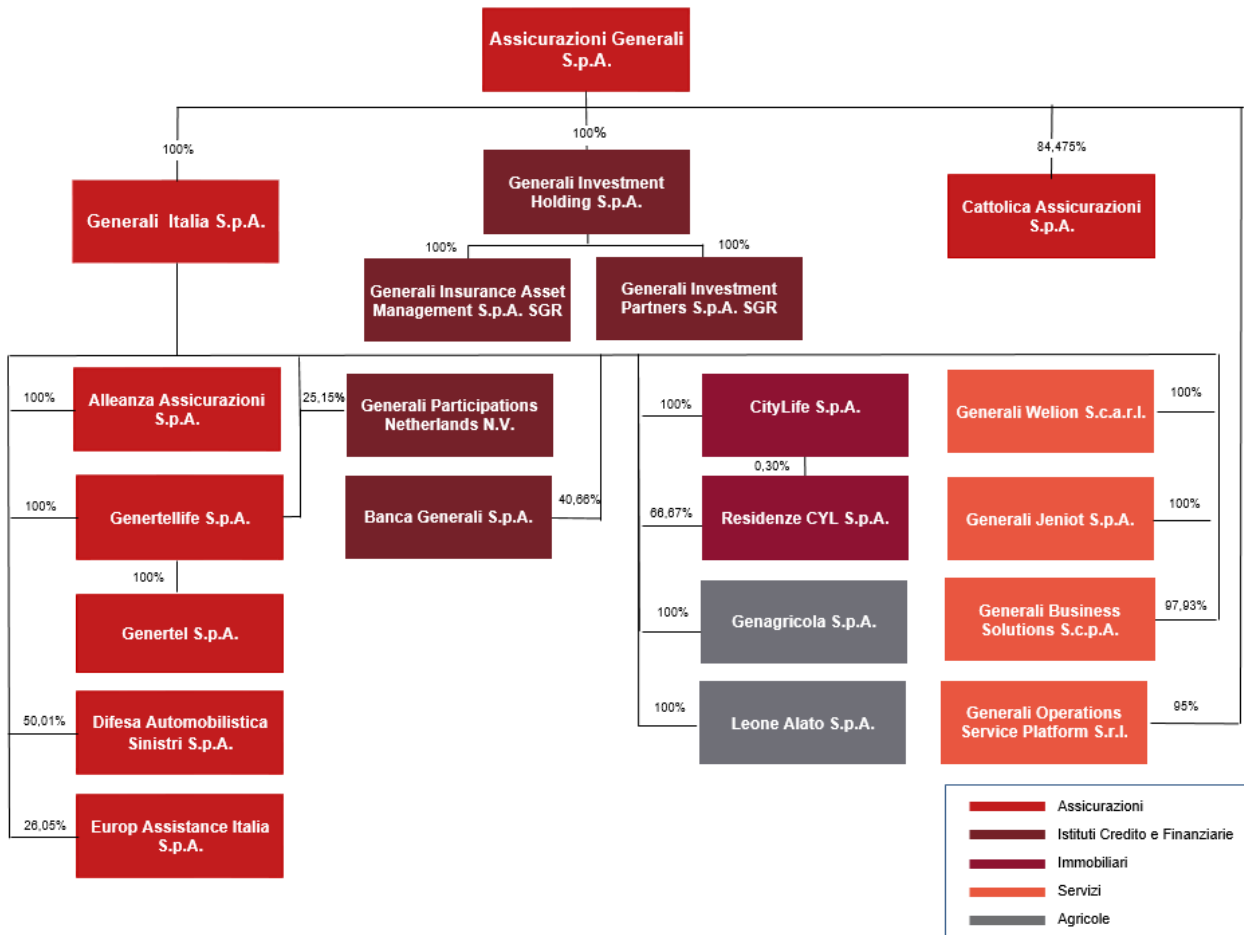 Assicurazioni Generali
S.p.A.
100%
100%
84,475%
Generali Italia S.p.A.
Generali Investment
Holding S.p.A.
Cattolica Assicurazioni
S.p.A.
100%
100%
Generali Insurance Asset
Management S.p.A. SGR
Generali Investment
Partners S.p.A. SGR
100%
Alleanza Assicurazioni
S.p.A.
25,15%
Generali Participations
Netherlands N.V.
100%
CityLife S.p.A.
Generali Welion S.c.a.r.l.
100%
0,30%
100%
Genertellife S.p.A.
Banca Generali S.p.A.
40,66%
66,67%
Residenze CYL S.p.A.
Generali Jeniot S.p.A.
100%
100%
Genertel S.p.A.
100%
Genagricola S.p.A.
Generali Business
Solutions S.c.p.A.
97,93%
50,01%
Difesa Automobilistica
Sinistri S.p.A.
100%
Leone Alato S.p.A.
Generali Operations
Service Platform S.r.l.
95%
26,05%
Europ Assistance Italia
S.p.A.
Assicurazioni
Istituti Credito e Finanziarie
Immobiliari
Servizi
Agricole